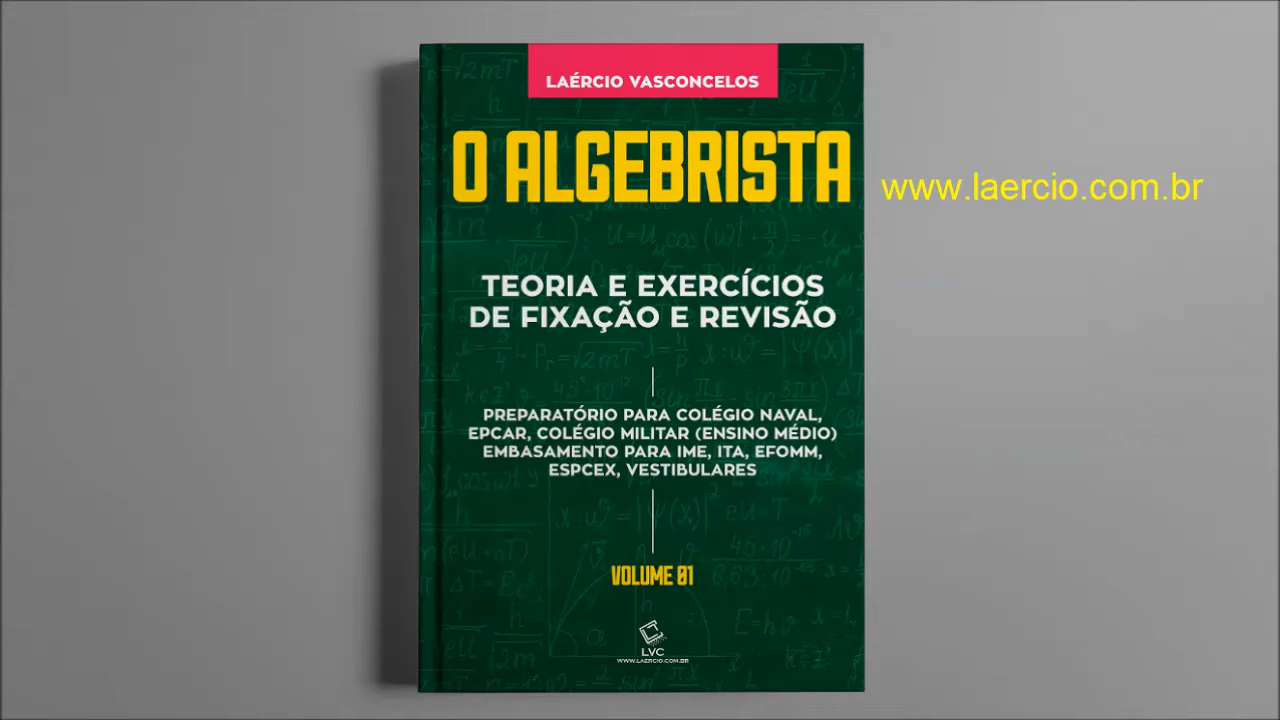 LAÉRCIO VASCONCELOS
O ALGEBRISTA
www.laercio.com.br
TEORIA E EXERCÍCIOS
DE FIXAÇÃO E REVISÃO
PREPARATÓRIO PARA COLÉGIO NAVAL,
EPCAR, COLÉGIO MILITAR (ENSINO MÉDIO)
EMBASAMENTO PARA IME, ITA, EFOMM,
ESPCEX, VESTIBULARES
VOLUME 01
LVC
WWW.LAERCIO.COM.BR